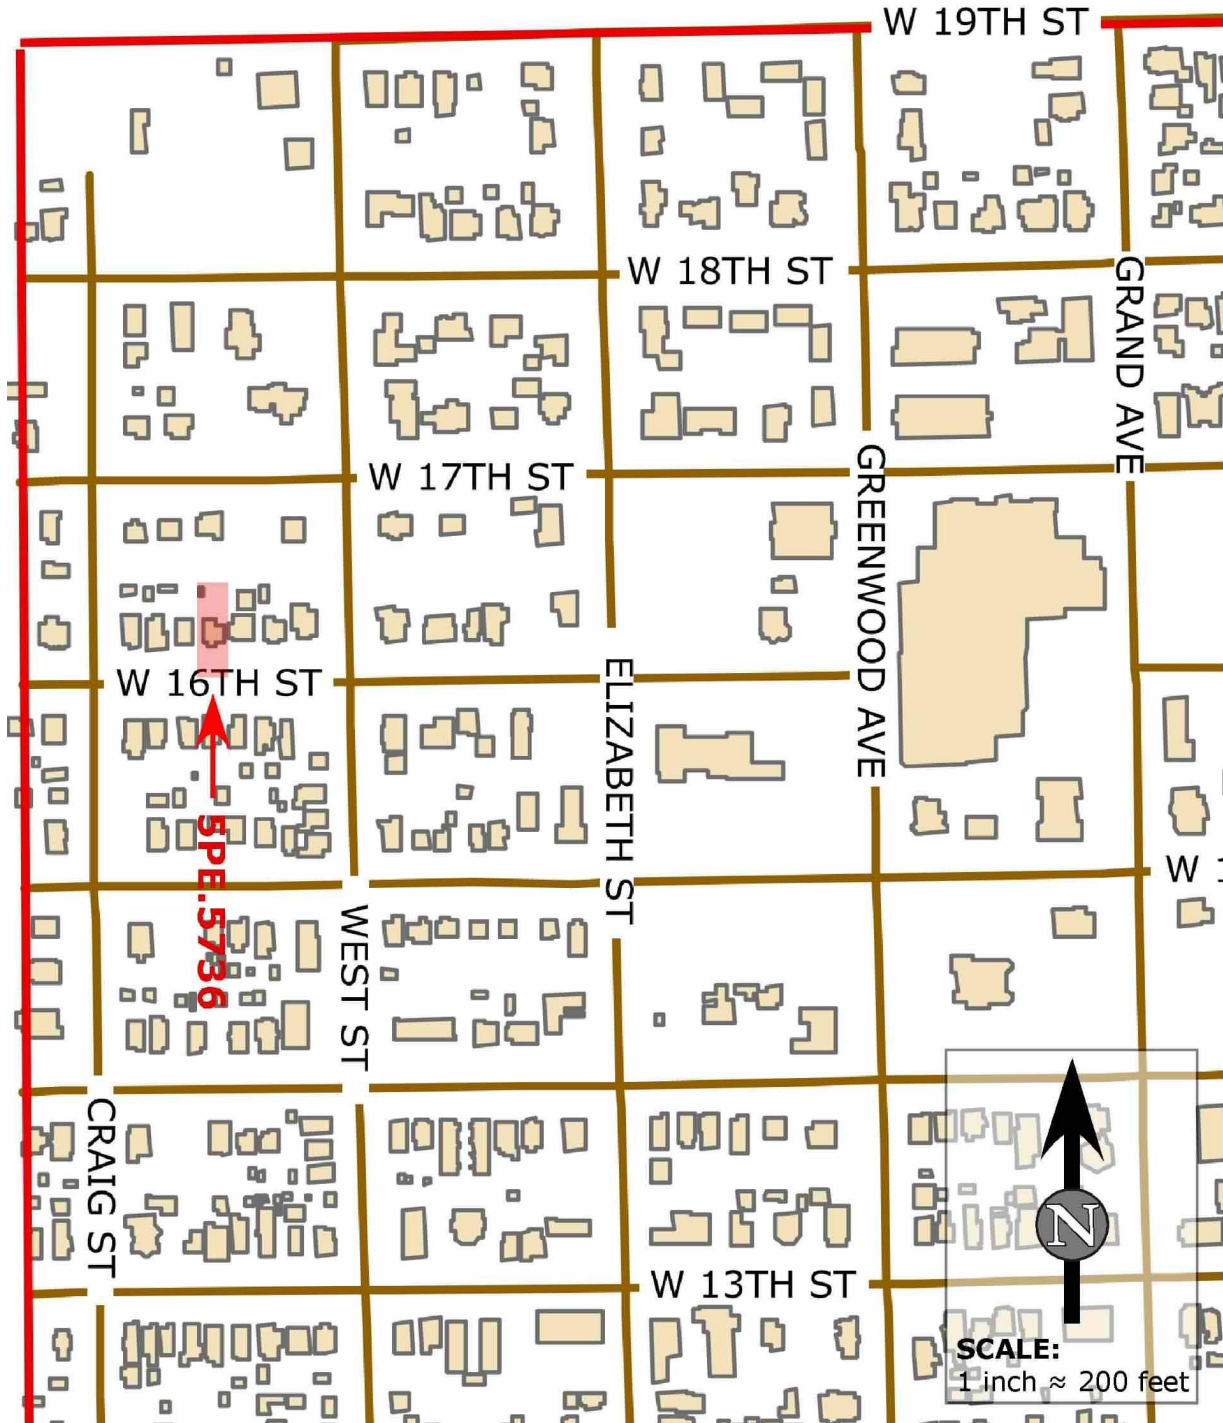 W 19TH ST
W 18TH ST
GRAND AVE
W 17TH ST
GREENWOOD AVE
W 16TH ST
ELIZABETH ST
5PE.5736
W 1
WEST ST
CRAIG ST
N
W 13TH ST
SCALE:
1 inch ≈ 200 feet